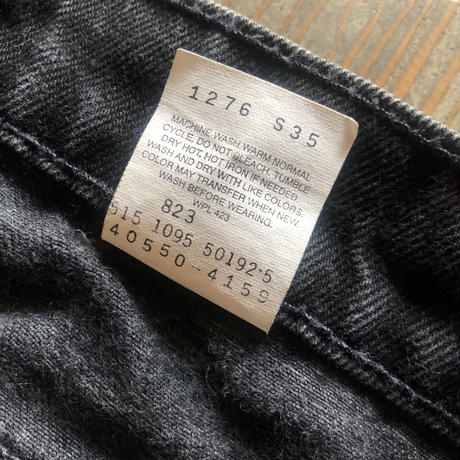 1276 S35
MACHINE WASH WARM NORMAL
CYCLE. DO NOT BLEACH. TUMBLE
DRY HOT, HOT IRON IF NEEDED.
WASH AND DRY WITH LIKE COLORS.
COLOR MAY TRANSFER WHEN NEW.
WASH BEFORE WEARING.
WPL 423
823
515 1095 50192-5
40550-4159